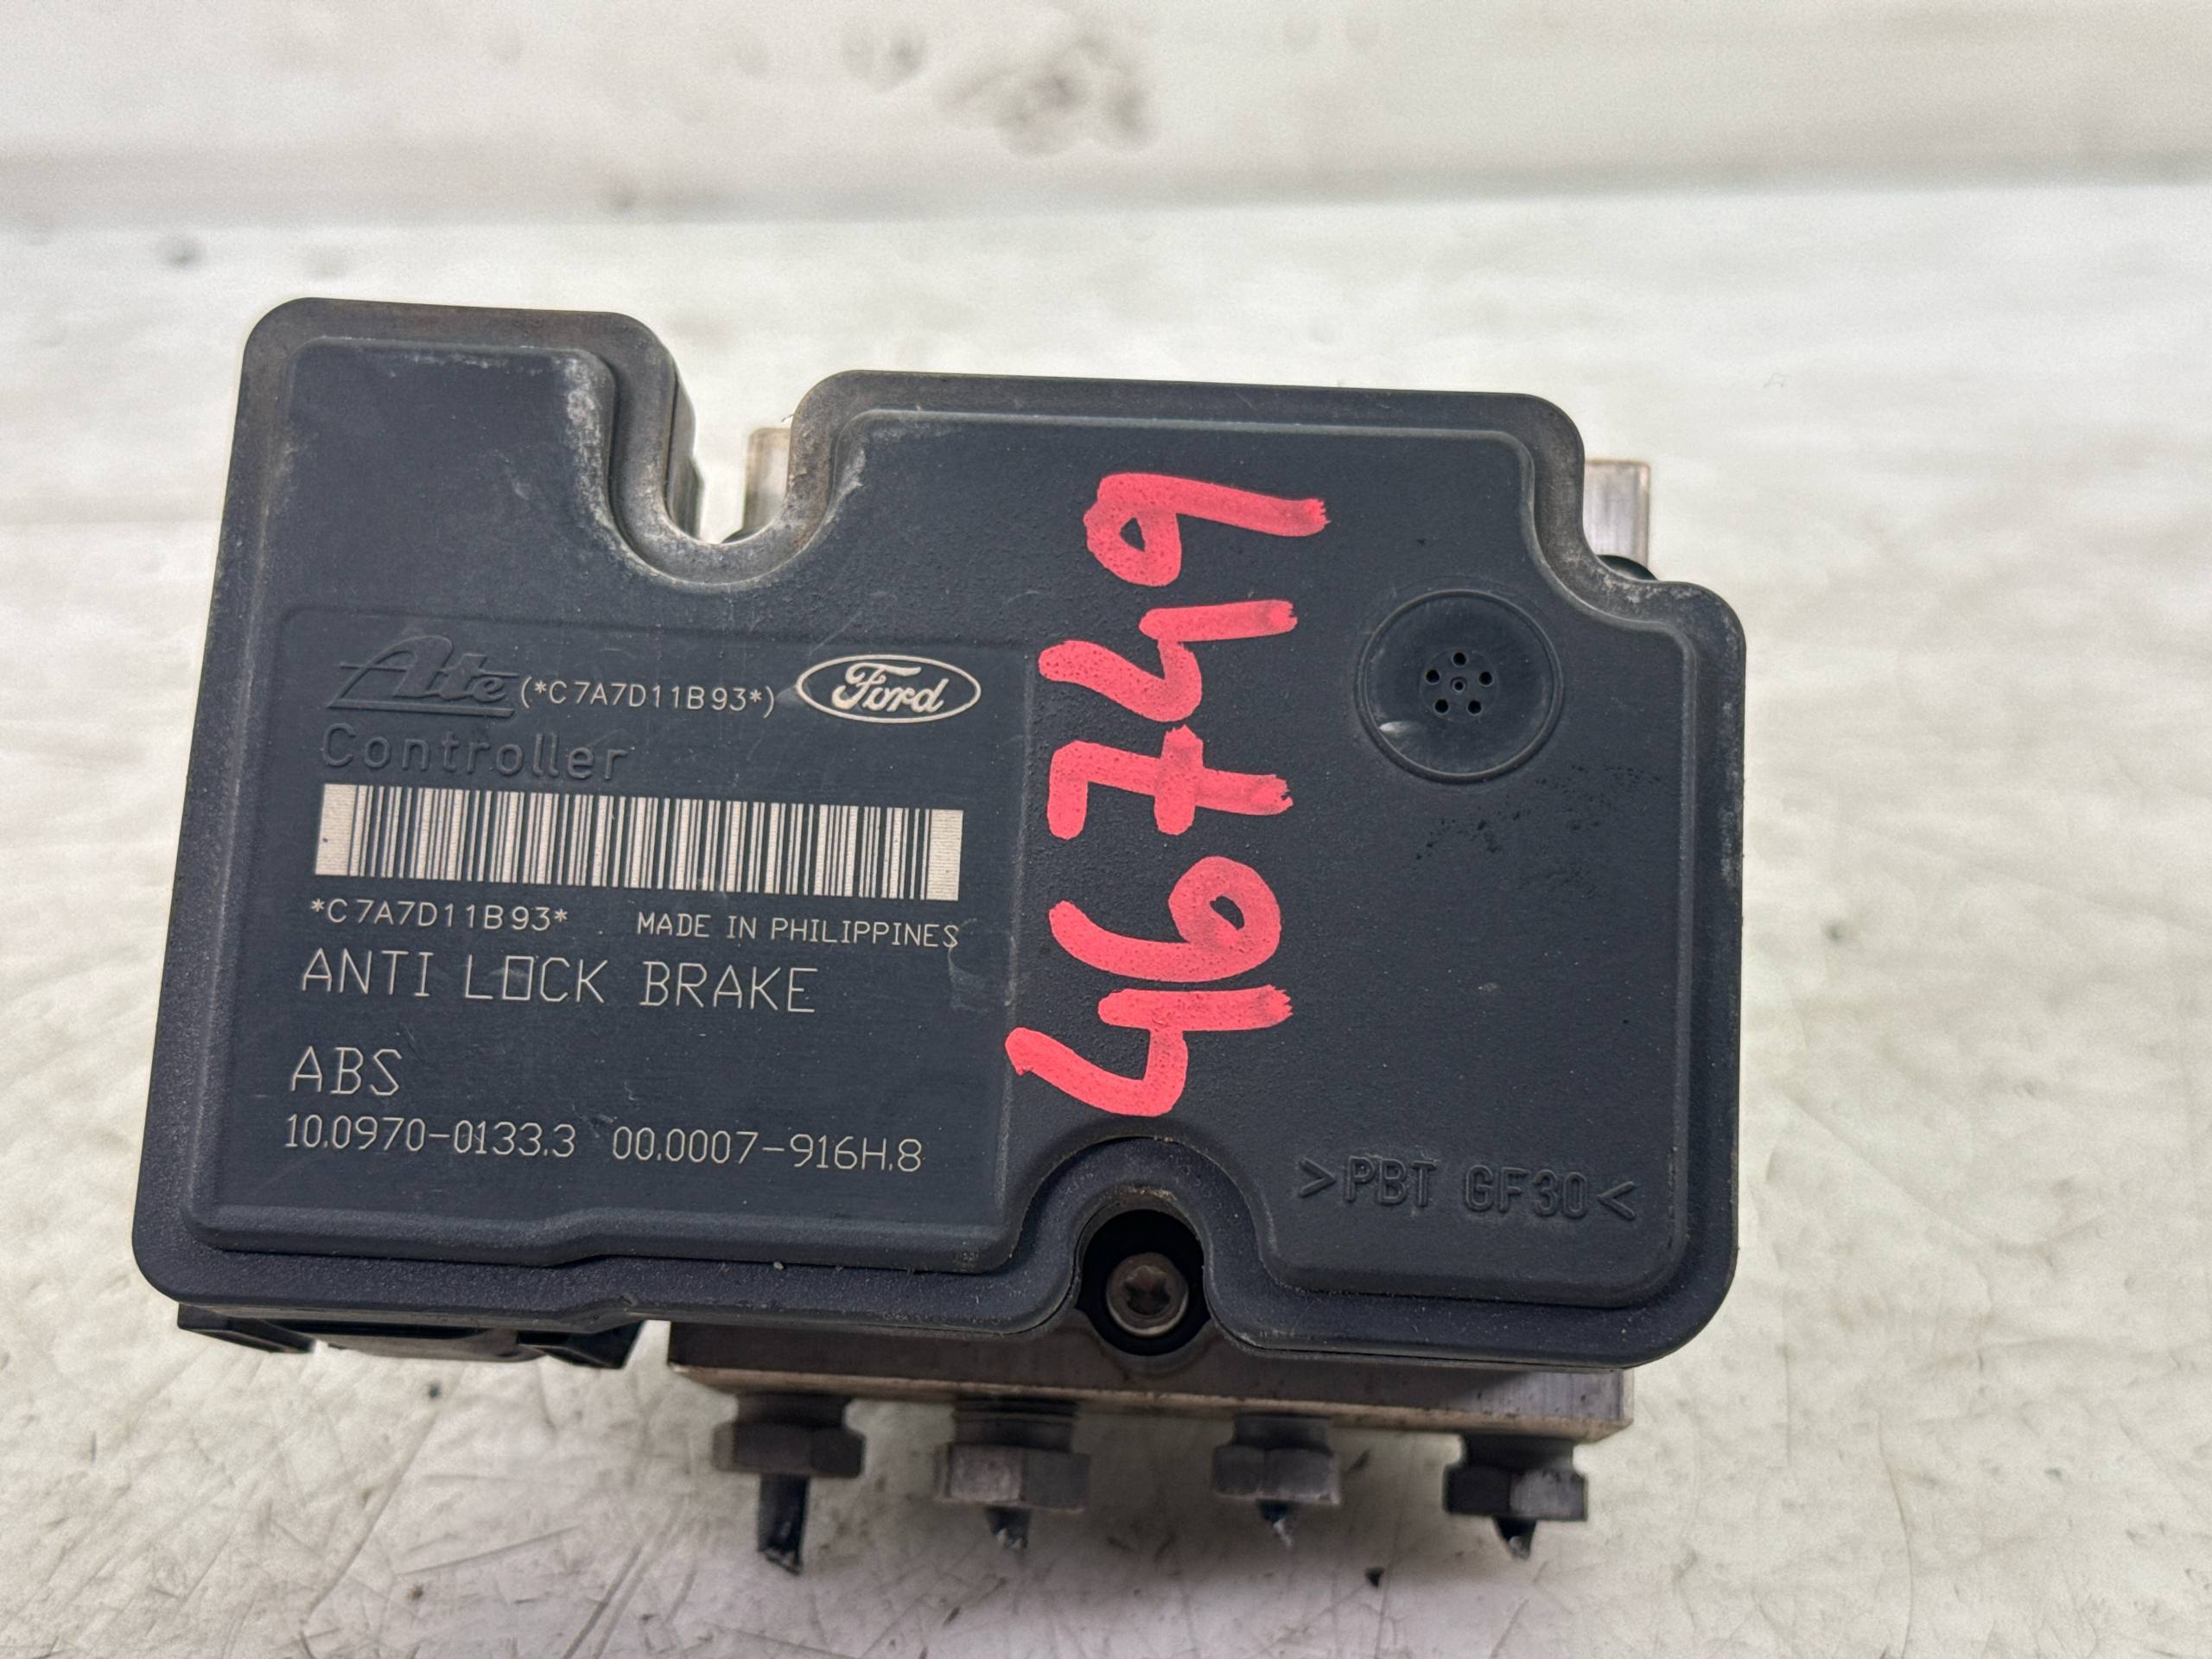 Ate (*C7A7D11B93*) Ford
Controller
*C7A7D11B93* MADE IN PHILIPPINES
ANTI LOCK BRAKE
ABS
10.0970-0133.3 00.0007-916H.8
46749
>PBT GF30<